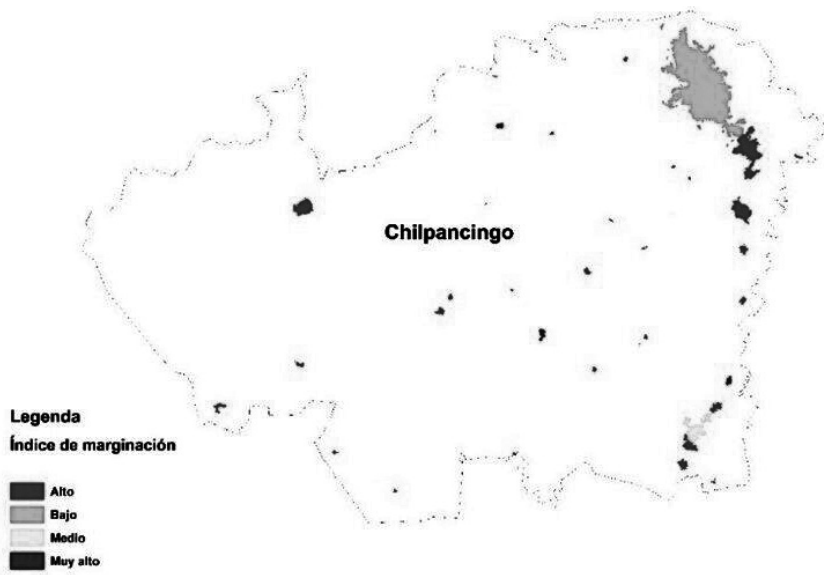 Chilpancingo
Legenda
Índice de marginación
Alto
Bajo
Medio
Muy alto